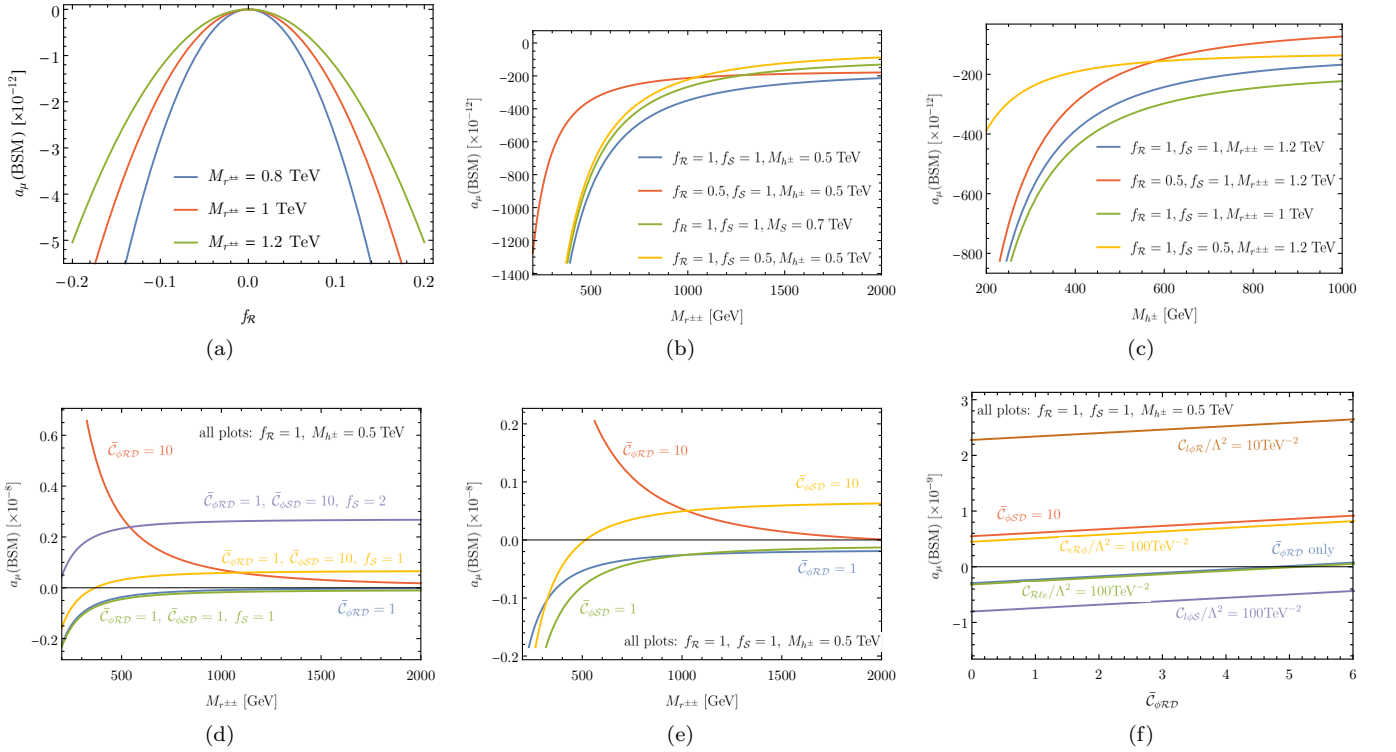 0
−1
−2
−3
−4
−5
a_μ(BSM) [×10^−12]
M_r±± = 0.8 TeV
M_r±± = 1 TeV
M_r±± = 1.2 TeV
−0.2 −0.1 0.0 0.1 0.2
f_ℛ
(a)
0
−200
−400
−600
−800
−1000
−1200
−1400
a_μ(BSM) [×10^−12]
f_ℛ = 1, f_𝒮 = 1, M_h± = 0.5 TeV
f_ℛ = 0.5, f_𝒮 = 1, M_h± = 0.5 TeV
f_R = 1, f_𝒮 = 1, M_S = 0.7 TeV
f_ℛ = 1, f_𝒮 = 0.5, M_h± = 0.5 TeV
500 1000 1500 2000
M_r±± [GeV]
(b)
−200
−400
−600
−800
a_μ(BSM) [×10^−12]
f_ℛ = 1, f_𝒮 = 1, M_r±± = 1.2 TeV
f_ℛ = 0.5, f_𝒮 = 1, M_r±± = 1.2 TeV
f_ℛ = 1, f_𝒮 = 1, M_r±± = 1 TeV
f_ℛ = 1, f_𝒮 = 0.5, M_r±± = 1.2 TeV
200 400 600 800 1000
M_h± [GeV]
(c)
0.6
0.4
0.2
0.0
−0.2
a_μ(BSM) [×10^−8]
all plots: f_ℛ = 1, M_h± = 0.5 TeV
C̄_ϕℛ𝒟 = 10
C̄_ϕℛ𝒟 = 1, C̄_ϕ𝒮𝒟 = 10, f_𝒮 = 2
C̄_ϕℛ𝒟 = 1, C̄_ϕ𝒮𝒟 = 10, f_𝒮 = 1
C̄_ϕℛ𝒟 = 1
C̄_ϕℛ𝒟 = 1, C̄_ϕ𝒮𝒟 = 1, f_𝒮 = 1
500 1000 1500 2000
M_r±± [GeV]
(d)
0.2
0.1
0.0
−0.1
−0.2
a_μ(BSM) [×10^−8]
C̄_ϕℛ𝒟 = 10
C̄_ϕ𝒮𝒟 = 10
C̄_ϕℛ𝒟 = 1
C̄_ϕ𝒮𝒟 = 1
all plots: f_ℛ = 1, f_𝒮 = 1, M_h± = 0.5 TeV
500 1000 1500 2000
M_r±± [GeV]
(e)
3
2
1
0
−1
a_μ(BSM) [×10^−9]
all plots: f_ℛ = 1, f_𝒮 = 1, M_h± = 0.5 TeV
C_lϕℛ/Λ² = 10TeV^−2
C̄_ϕ𝒮𝒟 = 10
C_eℛϕ/Λ² = 100TeV^−2
C̄_ϕℛ𝒟 only
C_ℛℓe/Λ² = 100TeV^−2
C_lϕ𝒮/Λ² = 100TeV^−2
0 1 2 3 4 5 6
C̄_ϕℛ𝒟
(f)